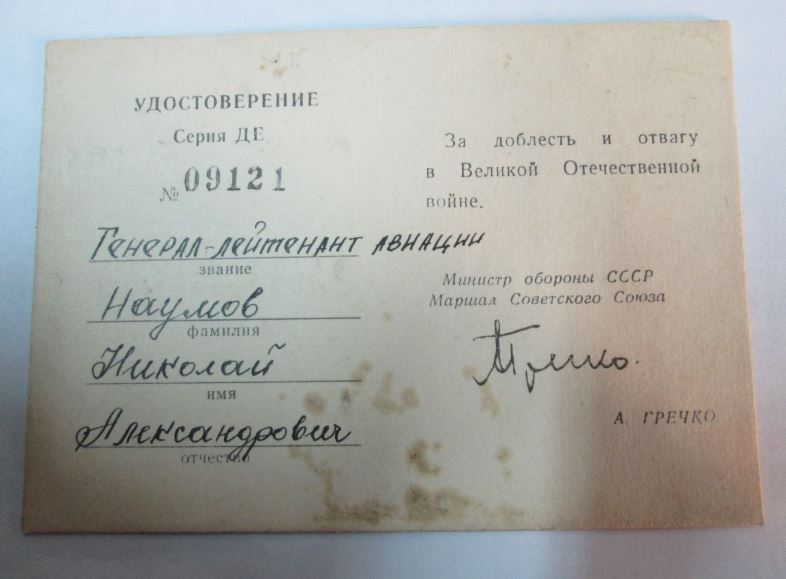 УДОСТОВЕРЕНИЕ
Серия ДЕ
№ 09121
Генерал-лейтенант авиации
звание
Наумов
фамилия
Николай
имя
Александрович
отчество
За доблесть и отвагу
в Великой Отечественной
войне.
Министр обороны СССР
Маршал Советского Союза
АГречко.
А. ГРЕЧКО